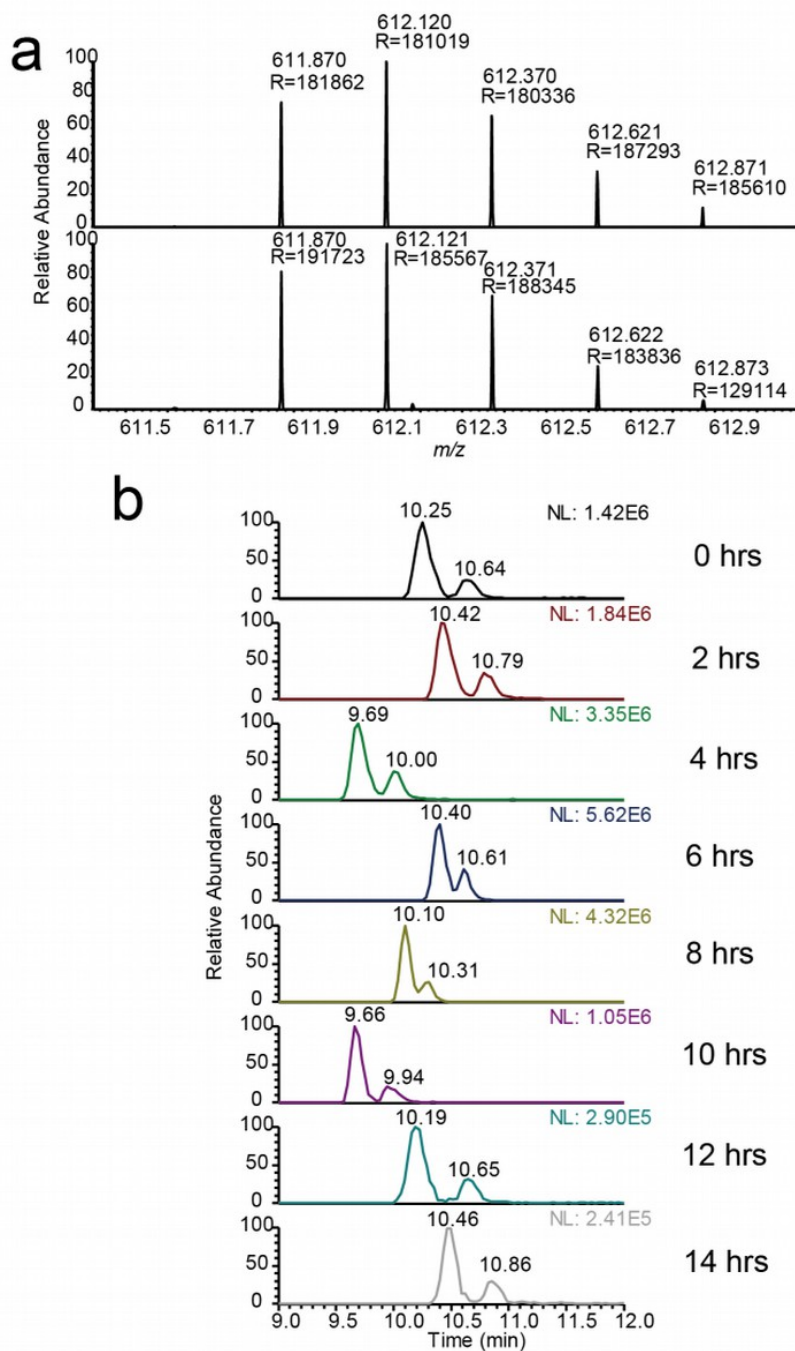 a
612.120
R=181019
611.870
R=181862
612.370
R=180336
612.621
R=187293
612.871
R=185610
100
80
60
40
20
0
611.870
R=191723
612.121
R=185567
612.371
R=188345
612.622
R=183836
612.873
R=129114
100
80
60
40
20
0
Relative Abundance
611.5 611.7 611.9 612.1 612.3 612.5 612.7 612.9
m/z
b
10.25
NL: 1.42E6
10.64
100
50
0
0 hrs
10.42
NL: 1.84E6
10.79
100
50
0
2 hrs
9.69
NL: 3.35E6
10.00
100
50
0
4 hrs
10.40
NL: 5.62E6
10.61
100
50
0
6 hrs
10.10
NL: 4.32E6
10.31
100
50
0
8 hrs
9.66
NL: 1.05E6
9.94
100
50
0
10 hrs
10.19
NL: 2.90E5
10.65
100
50
0
12 hrs
10.46
NL: 2.41E5
10.86
100
50
0
14 hrs
Relative Abundance
9.0 9.5 10.0 10.5 11.0 11.5 12.0
Time (min)